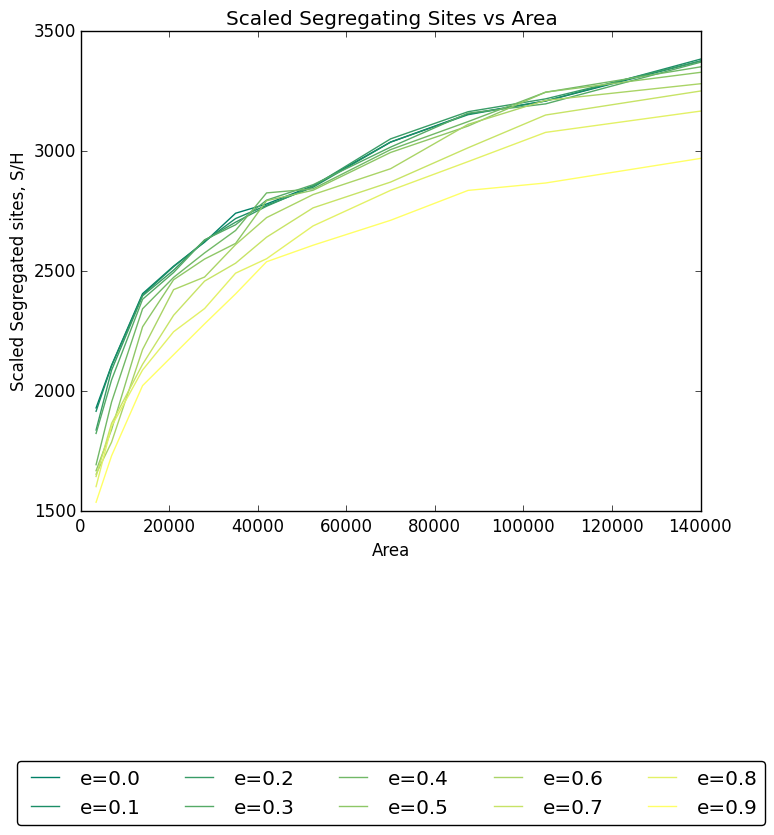 Scaled Segregating Sites vs Area
3500
3000
2500
2000
1500
Scaled Segregated sites, S/H
0 20000 40000 60000 80000 100000 120000 140000
Area
e=0.0 e=0.2 e=0.4 e=0.6 e=0.8
e=0.1 e=0.3 e=0.5 e=0.7 e=0.9